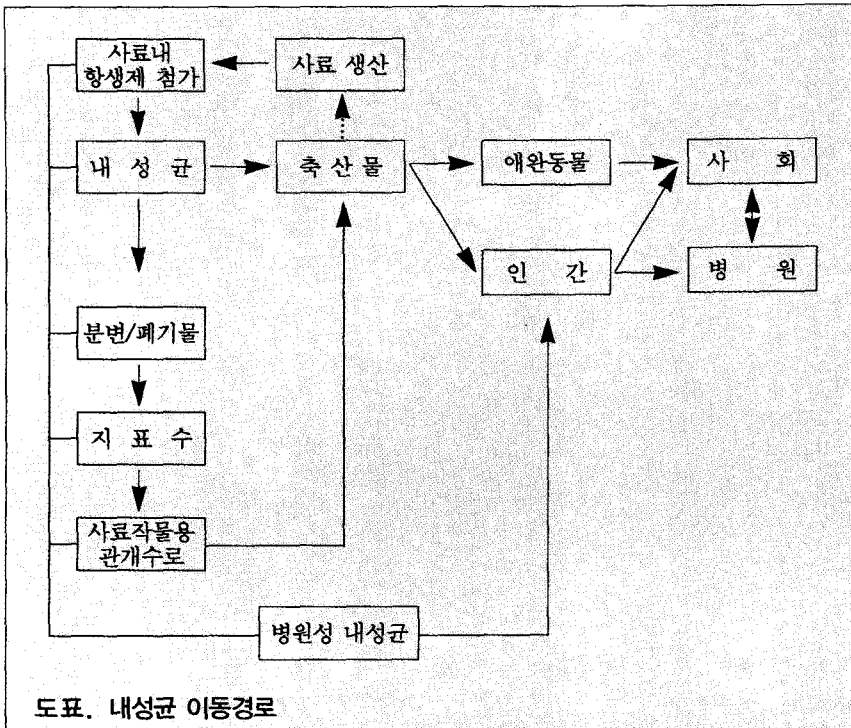 사료내
항생제 첨가
사료 생산
내 성 균
축 산 물
애완동물
사 회
인 간
병 원
분변/폐기물
지 표 수
사료작물용
관개수로
병원성 내성균
도표. 내성균 이동경로